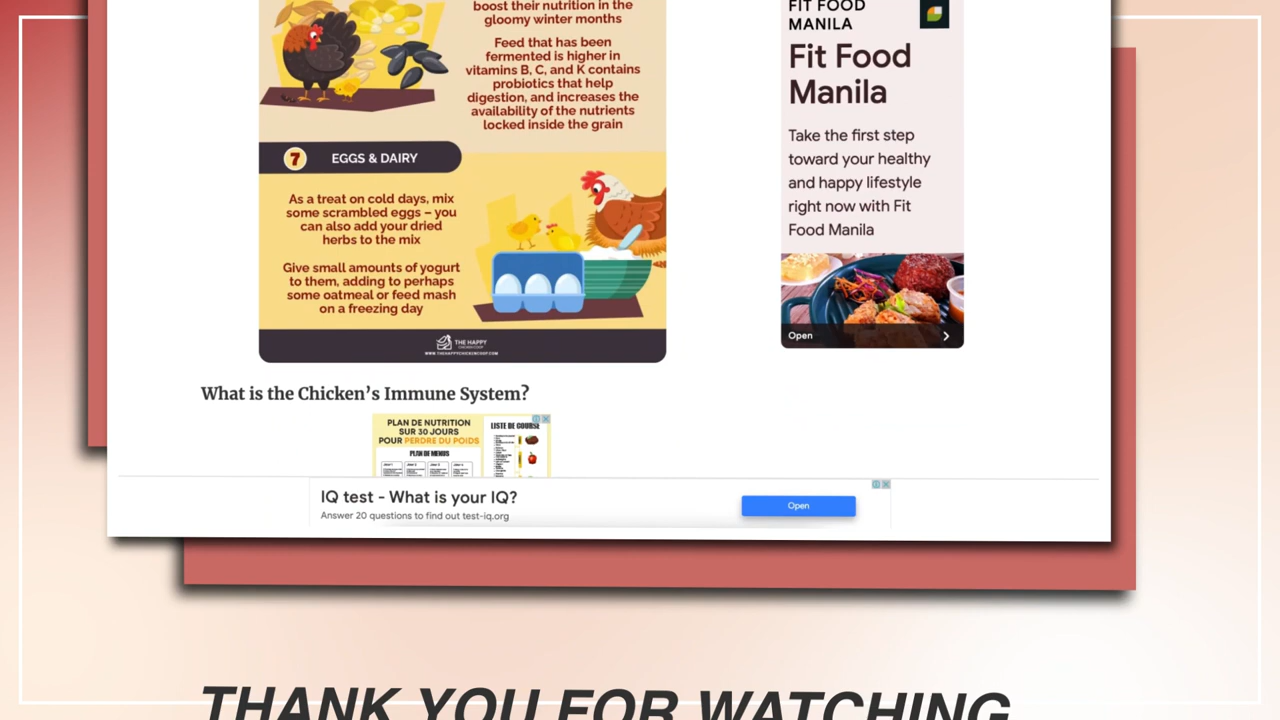 boost their nutrition in the
gloomy winter months
Feed that has been
fermented is higher in
vitamins B, C, and K contains
probiotics that help
digestion, and increases the
availability of the nutrients
locked inside the grain
7 EGGS & DAIRY
As a treat on cold days, mix
some scrambled eggs – you
can also add your dried
herbs to the mix
Give small amounts of yogurt
to them, adding to perhaps
some oatmeal or feed mash
on a freezing day
THE HAPPY
CHICKEN COOP
WWW.THEHAPPYCHICKENCOOP.COM
FIT FOOD
MANILA
Fit Food
Manila
Take the first step
toward your healthy
and happy lifestyle
right now with Fit
Food Manila
Open
What is the Chicken's Immune System?
PLAN DE NUTRITION
SUR 30 JOURS
POUR PERDRE DU POIDS
PLAN DE MENUS
LISTE DE COURSE
IQ test - What is your IQ?
Answer 20 questions to find out test-iq.org
Open
THANK YOU FOR WATCHING